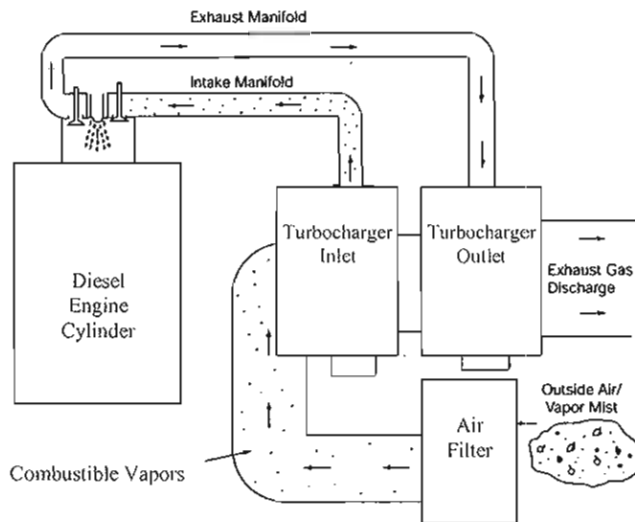 Exhaust Manifold
Intake Manifold
Turbocharger
Inlet
Turbocharger
Outlet
Diesel
Engine
Cylinder
Exhaust Gas
Discharge
Outside Air/
Vapor Mist
Air
Filter
Combustible Vapors